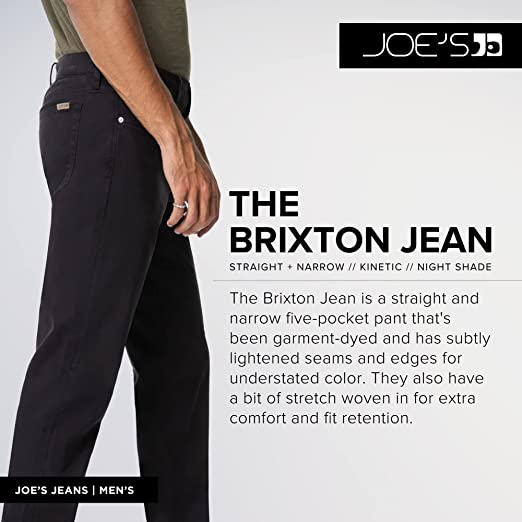 JOE'S
THE
BRIXTON JEAN
STRAIGHT + NARROW // KINETIC // NIGHT SHADE
The Brixton Jean is a straight and
narrow five-pocket pant that's
been garment-dyed and has subtly
lightened seams and edges for
understated color. They also have
a bit of stretch woven in for extra
comfort and fit retention.
JOE'S JEANS | MEN'S